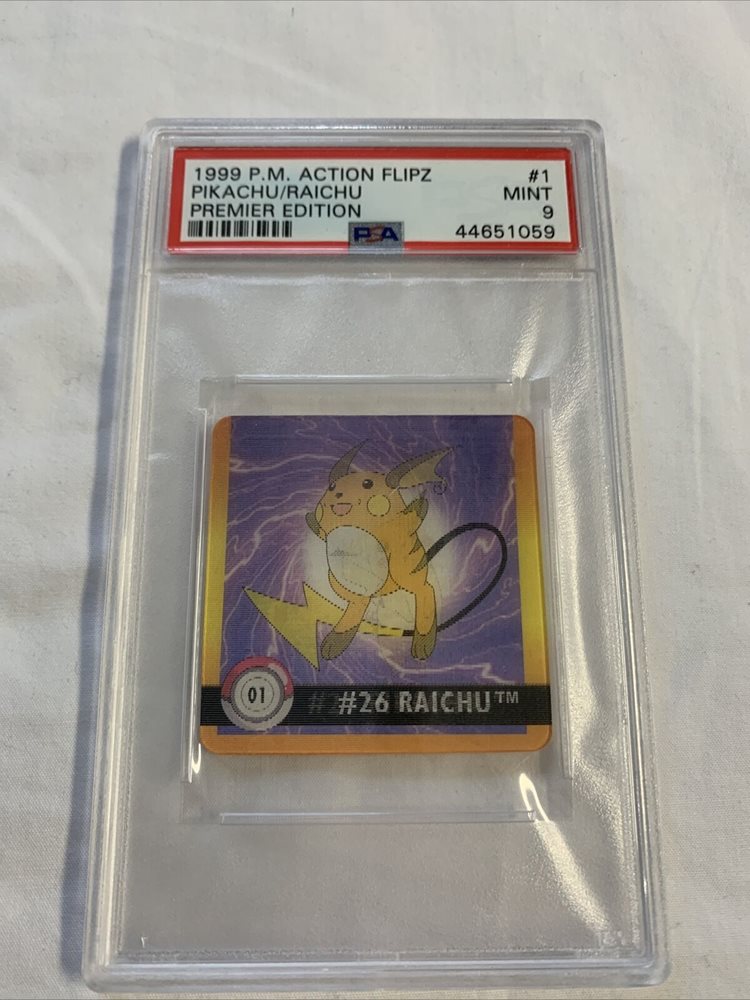 1999 P.M. ACTION FLIPZ #1
PIKACHU/RAICHU MINT
PREMIER EDITION 9
PSA 44651059
01 #26 RAICHU™